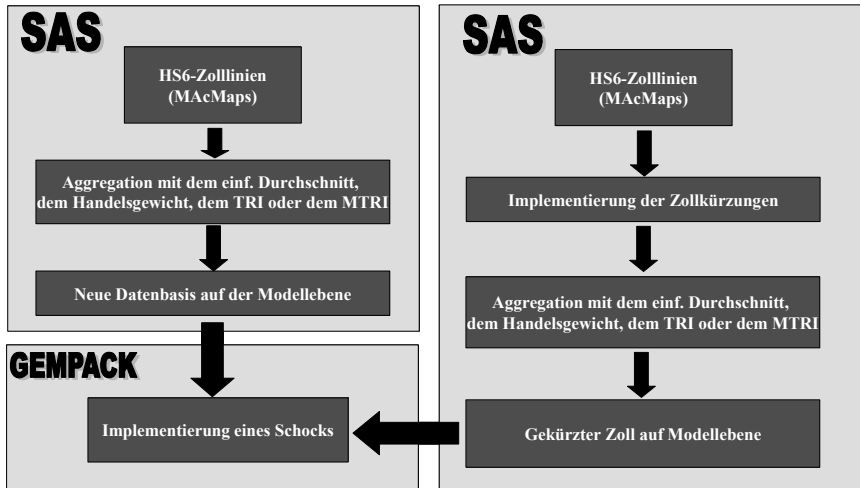 SAS
HS6-Zolllinien
(MAcMaps)
Aggregation mit dem einf. Durchschnitt,
dem Handelsgewicht, dem TRI oder dem MTRI
Neue Datenbasis auf der Modellebene
GEMPACK
Implementierung eines Schocks
SAS
HS6-Zolllinien
(MAcMaps)
Implementierung der Zollkürzungen
Aggregation mit dem einf. Durchschnitt,
dem Handelsgewicht, dem TRI oder dem MTRI
Gekürzter Zoll auf Modellebene